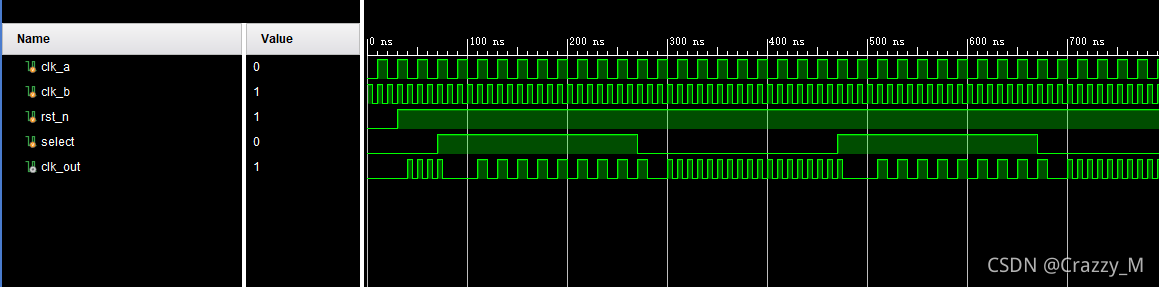 Name Value
0 ns 100 ns 200 ns 300 ns 400 ns 500 ns 600 ns 700 ns
clk_a 0
clk_b 1
rst_n 1
select 0
clk_out 1
CSDN @Crazzy_M